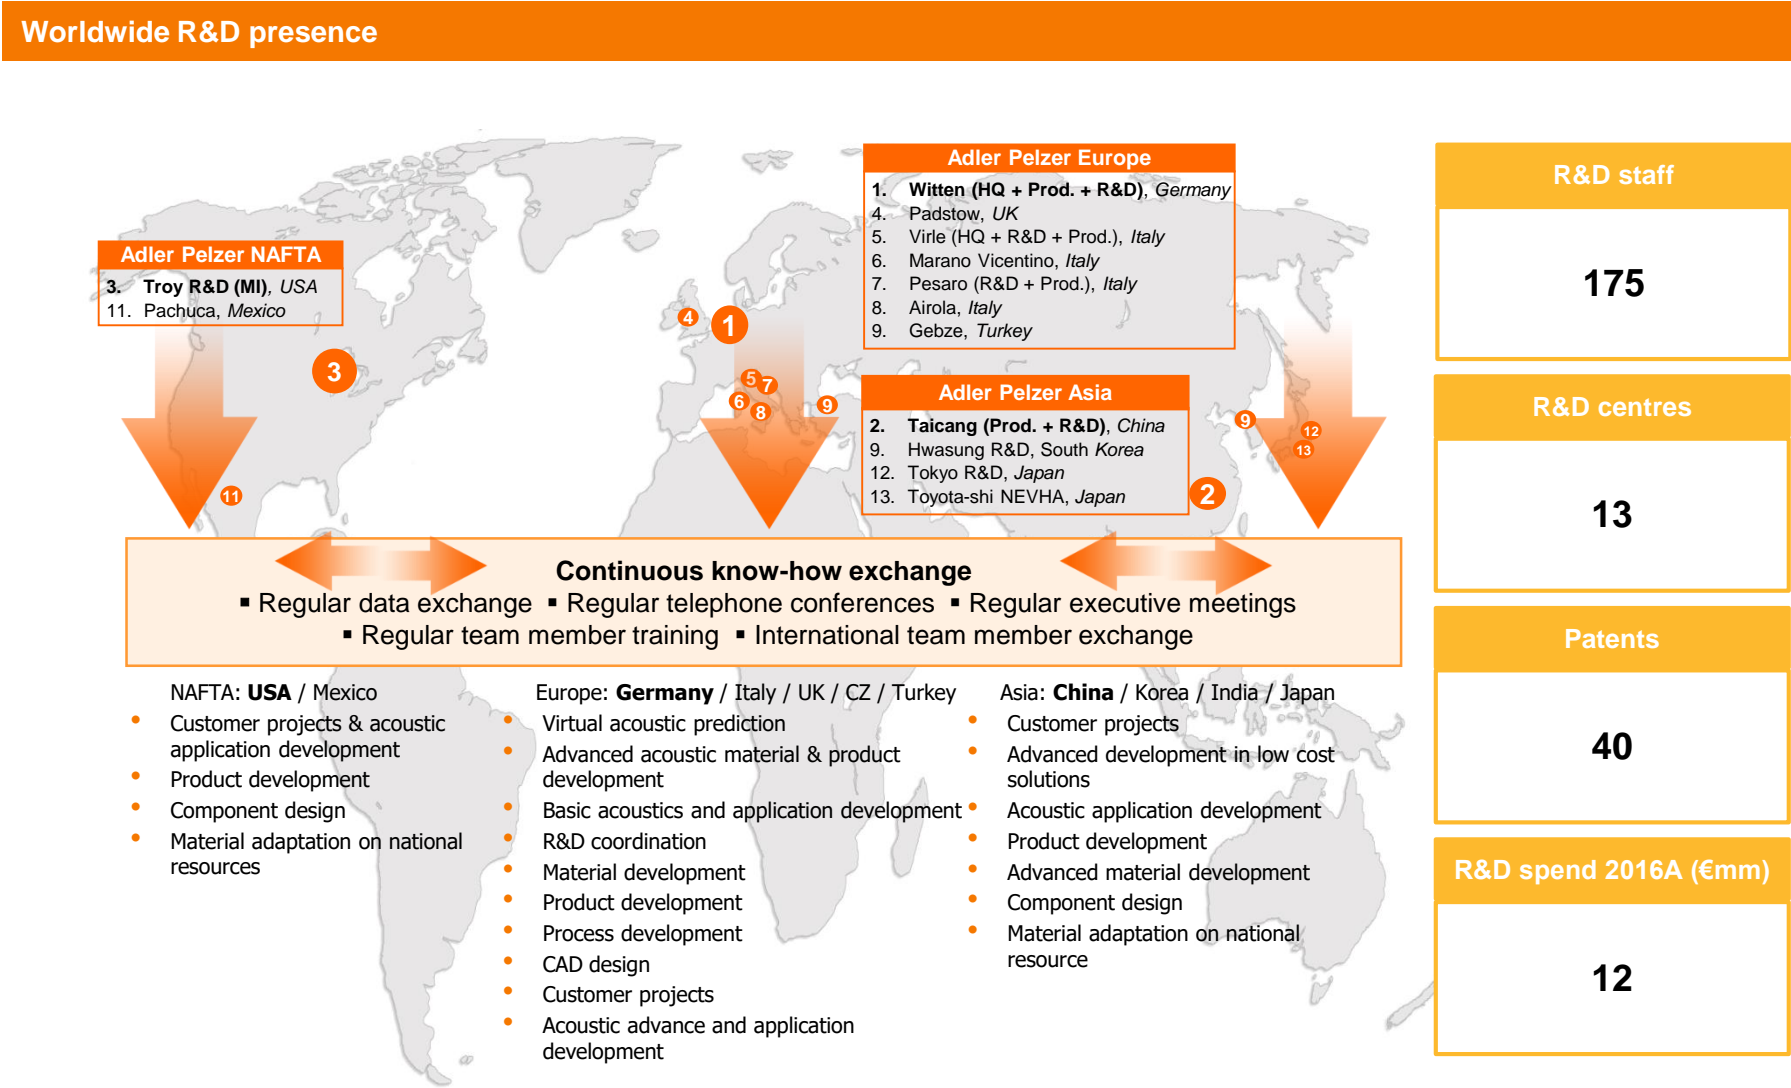 Worldwide R&D presence
Adler Pelzer NAFTA
3. Troy R&D (MI), USA
11. Pachuca, Mexico
Adler Pelzer Europe
1. Witten (HQ + Prod. + R&D), Germany
4. Padstow, UK
5. Virle (HQ + R&D + Prod.), Italy
6. Marano Vicentino, Italy
7. Pesaro (R&D + Prod.), Italy
8. Airola, Italy
9. Gebze, Turkey
Adler Pelzer Asia
2. Taicang (Prod. + R&D), China
9. Hwasung R&D, South Korea
12. Tokyo R&D, Japan
13. Toyota-shi NEVHA, Japan
4
1
3
5
7
6
8
9
9
12
13
11
2
Continuous know-how exchange
▪ Regular data exchange ▪ Regular telephone conferences ▪ Regular executive meetings
▪ Regular team member training ▪ International team member exchange
NAFTA: USA / Mexico
• Customer projects & acoustic
application development
• Product development
• Component design
• Material adaptation on national
resources
Europe: Germany / Italy / UK / CZ / Turkey
• Virtual acoustic prediction
• Advanced acoustic material & product
development
• Basic acoustics and application development
• R&D coordination
• Material development
• Product development
• Process development
• CAD design
• Customer projects
• Acoustic advance and application
development
Asia: China / Korea / India / Japan
• Customer projects
• Advanced development in low cost
solutions
• Acoustic application development
• Product development
• Advanced material development
• Component design
• Material adaptation on national
resource
R&D staff
175
R&D centres
13
Patents
40
R&D spend 2016A (€mm)
12